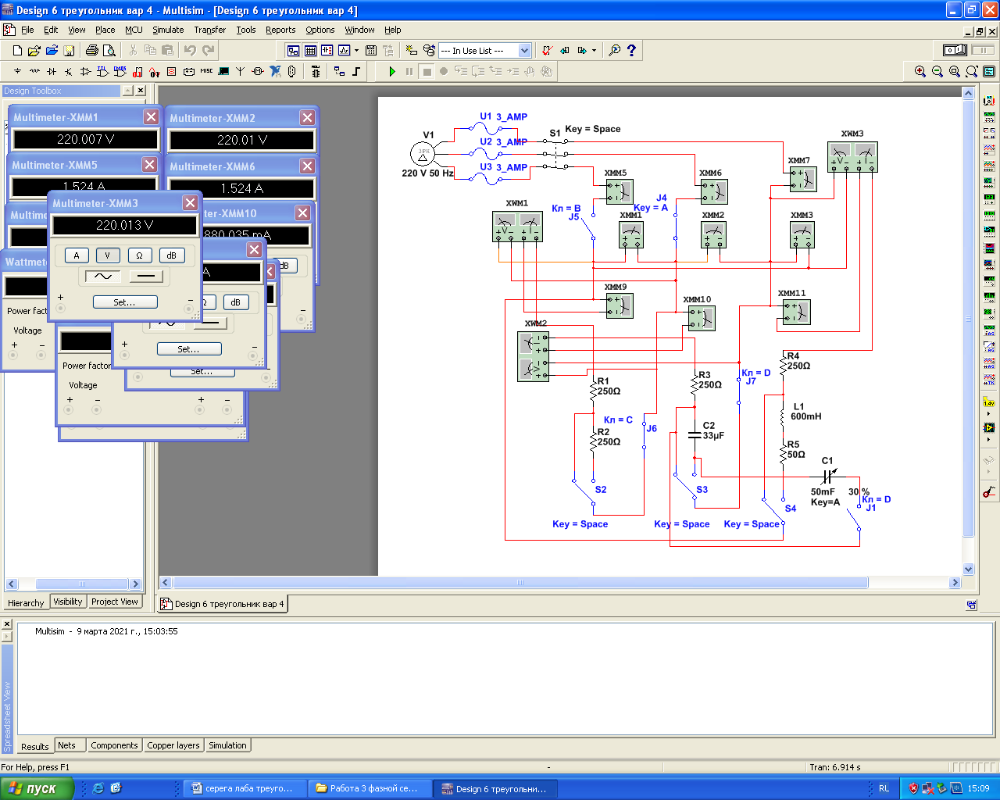 Design 6 треугольник вар 4 - Multisim - [Design 6 треугольник вар 4]
File Edit View Place MCU Simulate Transfer Tools Reports Options Window Help
--- In Use List ---
MISC
Design Toolbox
Multimeter-XMM1
220.007 V
Multimeter-XMM2
220.01 V
Multimeter-XMM5
1.524 A
Multimeter-XMM6
1.524 A
Multime
Multimeter-XMM3
220.013 V
A V Ω dB
Set...
+ -
ter-XMM10
880.035 mA
dB
A
Ω dB
Set...
+ -
Set...
Wattme
Power fact
Voltage
+ -
Power factor
Voltage
+ - + -
V1
3PH
220 V 50 Hz
U1 3_AMP
U2 3_AMP
U3 3_AMP
S1 Key = Space
XMM5
XMM6
XMM7
XWM3
XWM1
Кл = B
J5
J4
Key = A
XMM1
XMM2
XMM3
XMM9
XMM10
XMM11
XWM2
R1
250Ω
R2
250Ω
Кл = C
J6
S2
Key = Space
R3
250Ω
C2
33µF
Кл = D
J7
S3
Key = Space
R4
250Ω
L1
600mH
R5
50Ω
C1
50mF 30 %
Key=A
Кл = D
J1
S4
Key = Space
Hierarchy Visibility Project View
Design 6 треугольник вар 4
Multisim - 9 марта 2021 г., 15:03:55
Spreadsheet View
Results Nets Components Copper layers Simulation
For Help, press F1
-
Tran: 6.914 s
пуск
серега лаба треуго...
Работа 3 фазной се...
Design 6 треугольни...
RL
15:09